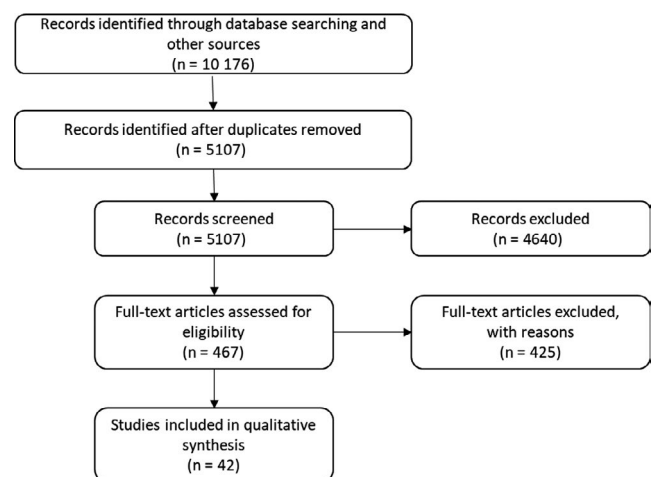 Records identified through database searching and
other sources
(n = 10 176)
Records identified after duplicates removed
(n = 5107)
Records screened
(n = 5107)
Records excluded
(n = 4640)
Full-text articles assessed for
eligibility
(n = 467)
Full-text articles excluded,
with reasons
(n = 425)
Studies included in qualitative
synthesis
(n = 42)